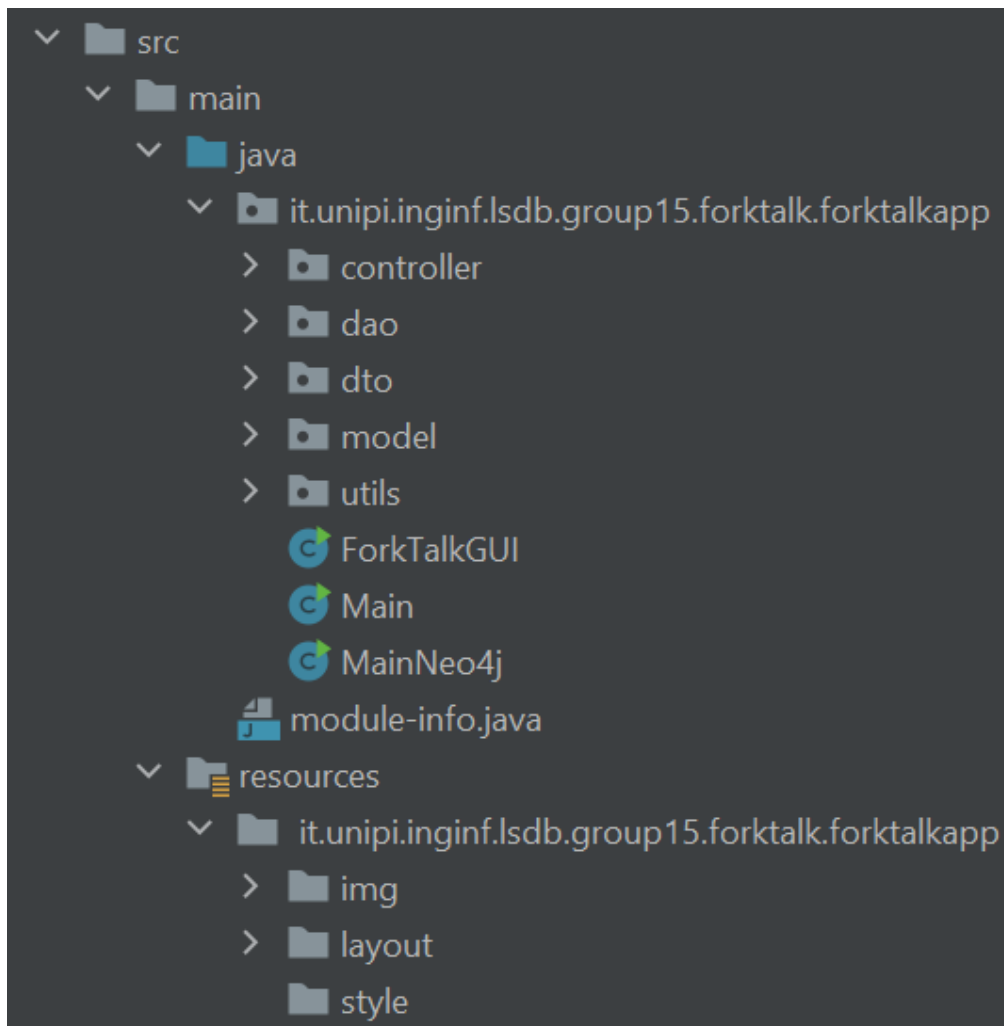 src
main
java
it.unipi.inginf.lsdb.group15.forktalk.forktalkapp
controller
dao
dto
model
utils
ForkTalkGUI
Main
MainNeo4j
module-info.java
resources
it.unipi.inginf.lsdb.group15.forktalk.forktalkapp
img
layout
style